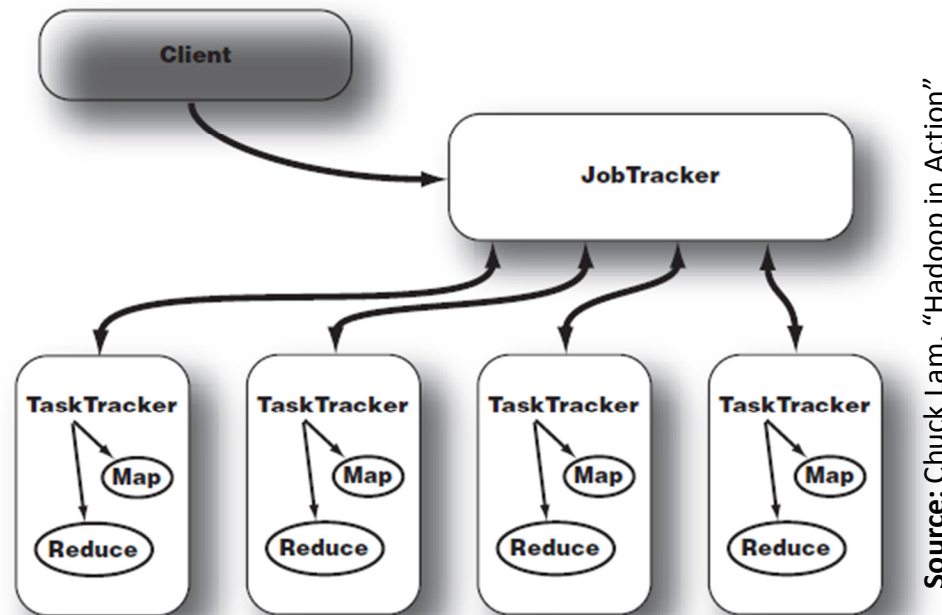 Client
JobTracker
TaskTracker
Map
Reduce
TaskTracker
Map
Reduce
TaskTracker
Map
Reduce
TaskTracker
Map
Reduce
Source: Chuck Lam, “Hadoop in Action”